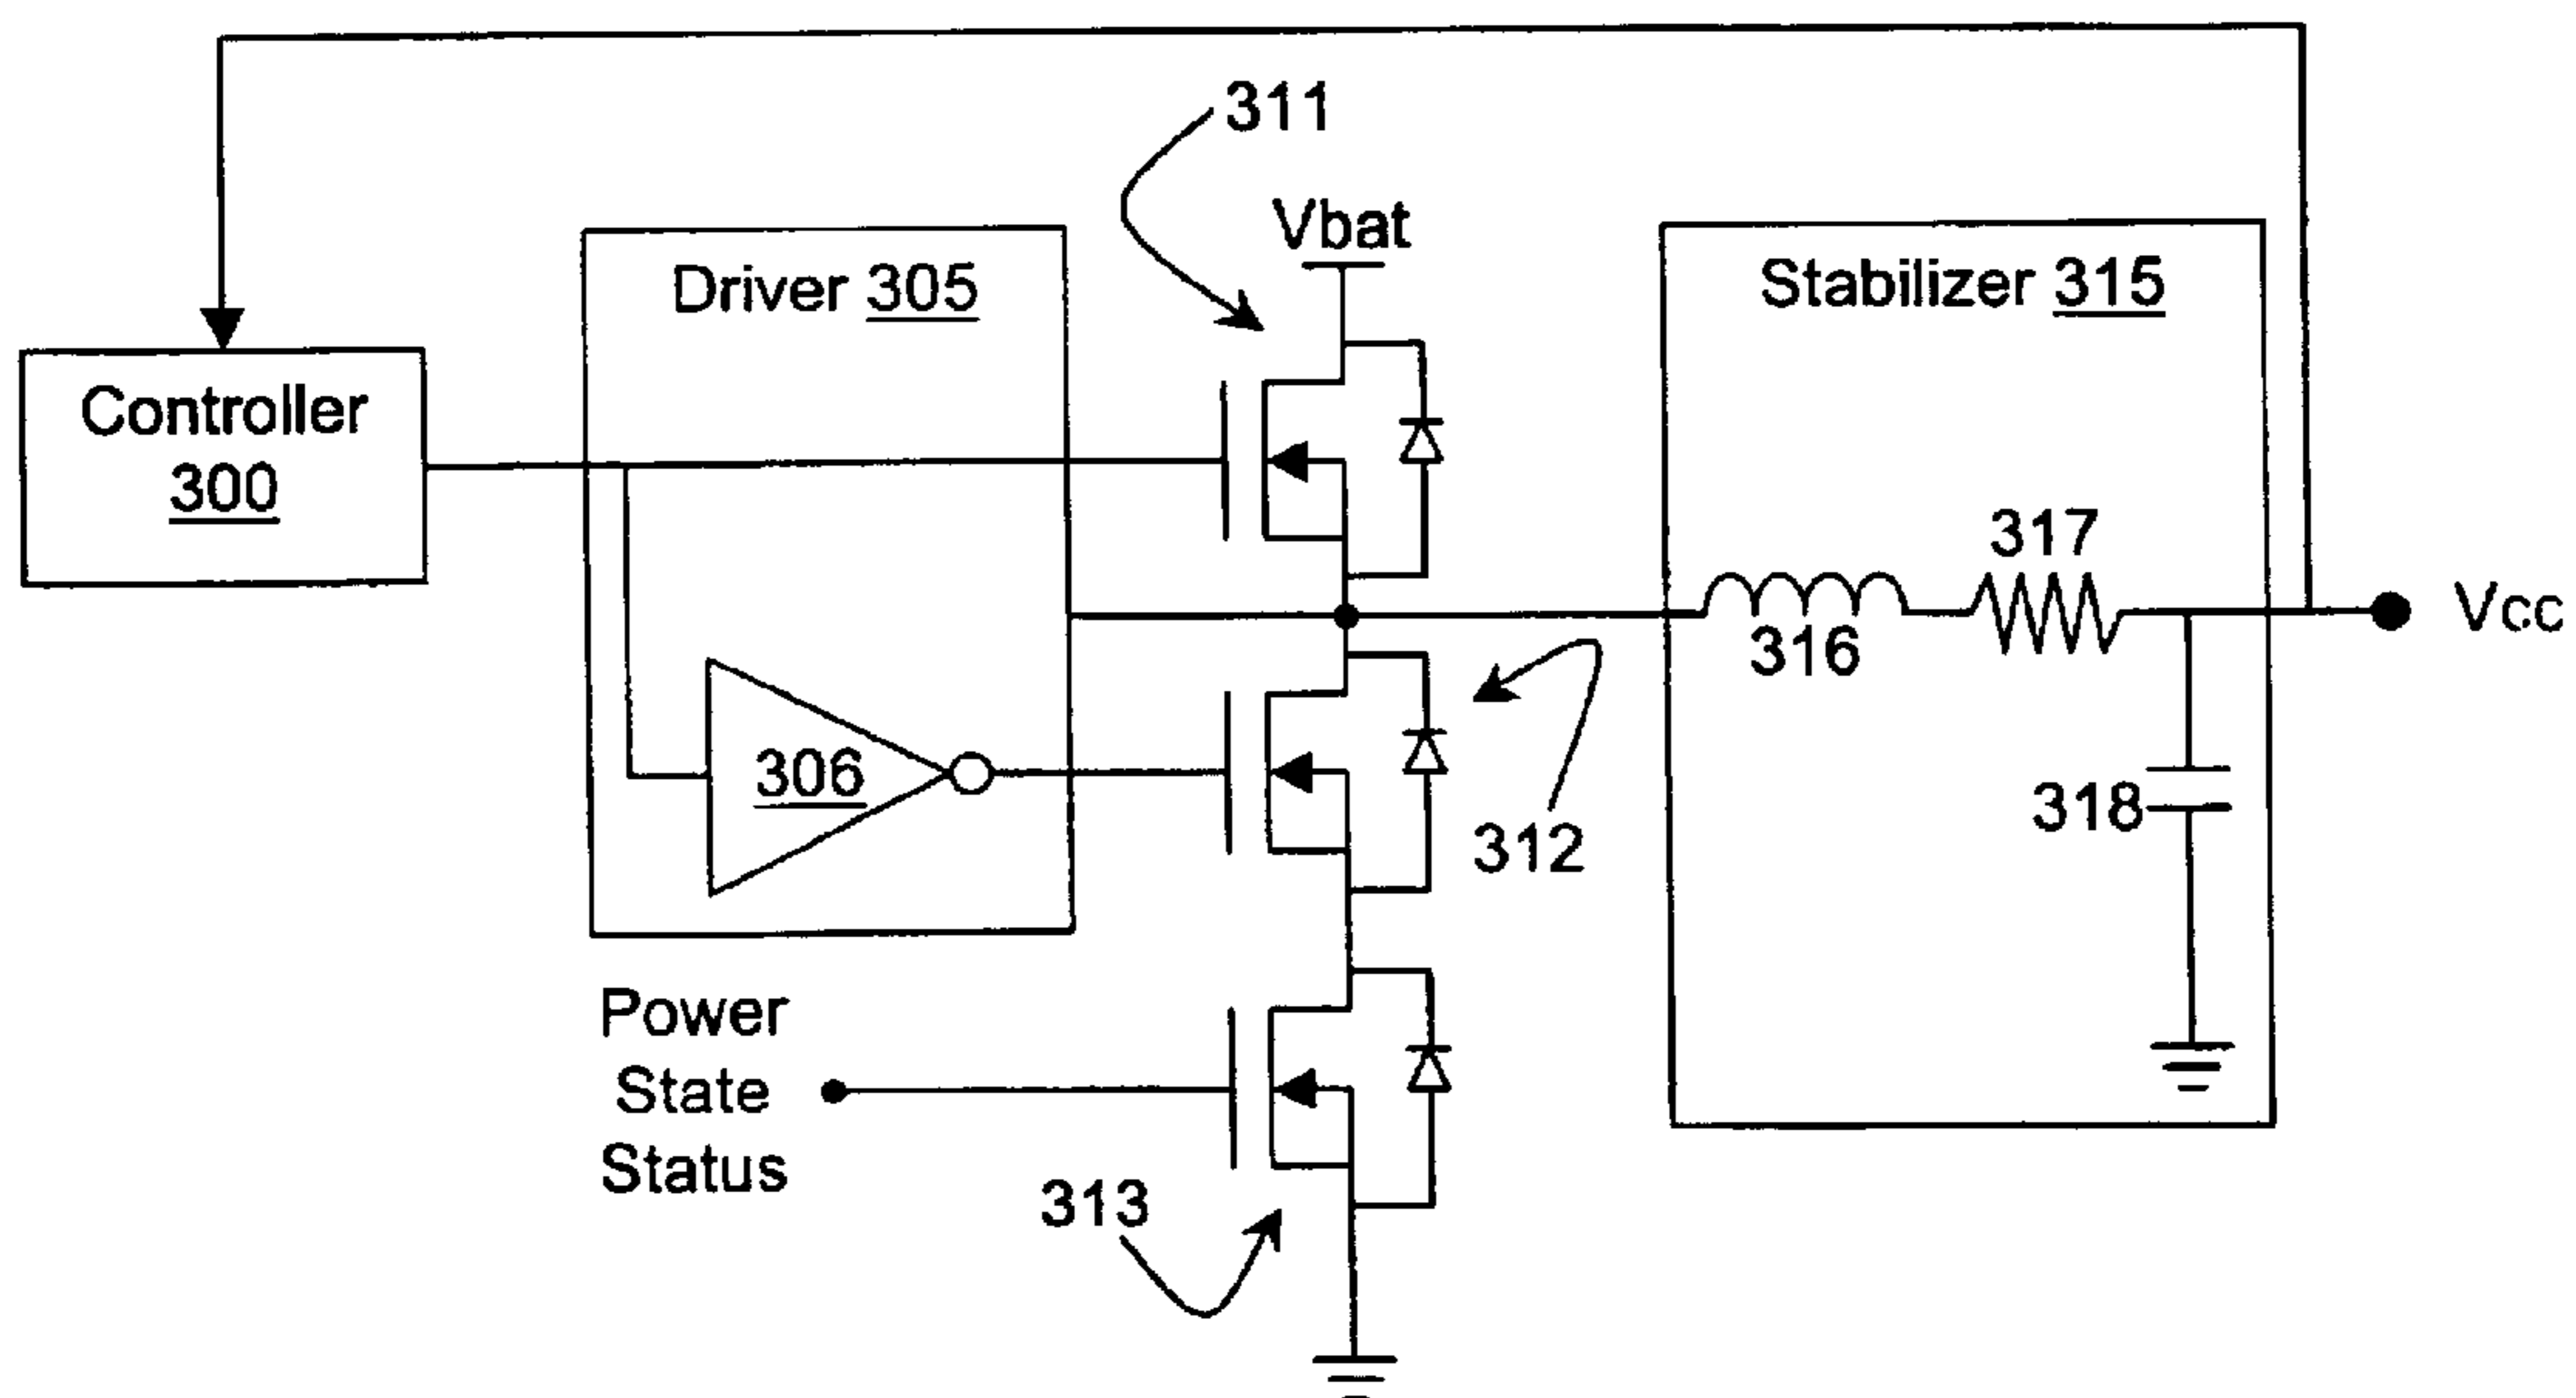 311
Vbat
Driver 305
Stabilizer 315
Controller
300
317
Vcc
316
306
318
312
Power
State
Status
313